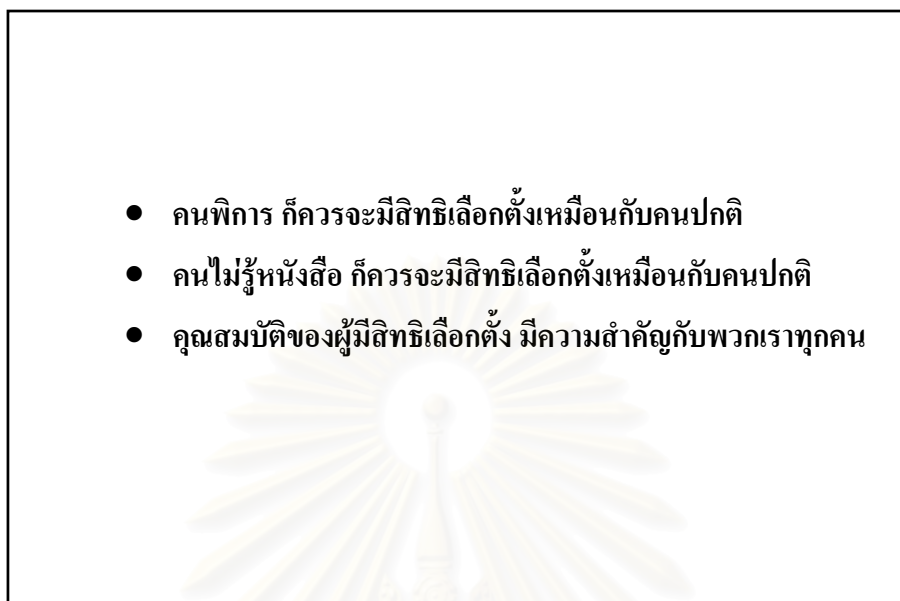 ● คนพิการ ก็ควรจะมีสิทธิเลือกตั้งเหมือนกับคนปกติ
● คนไม่รู้หนังสือ ก็ควรจะมีสิทธิเลือกตั้งเหมือนกับคนปกติ
● คุณสมบัติของผู้มีสิทธิเลือกตั้ง มีความสำคัญกับพวกเราทุกคน